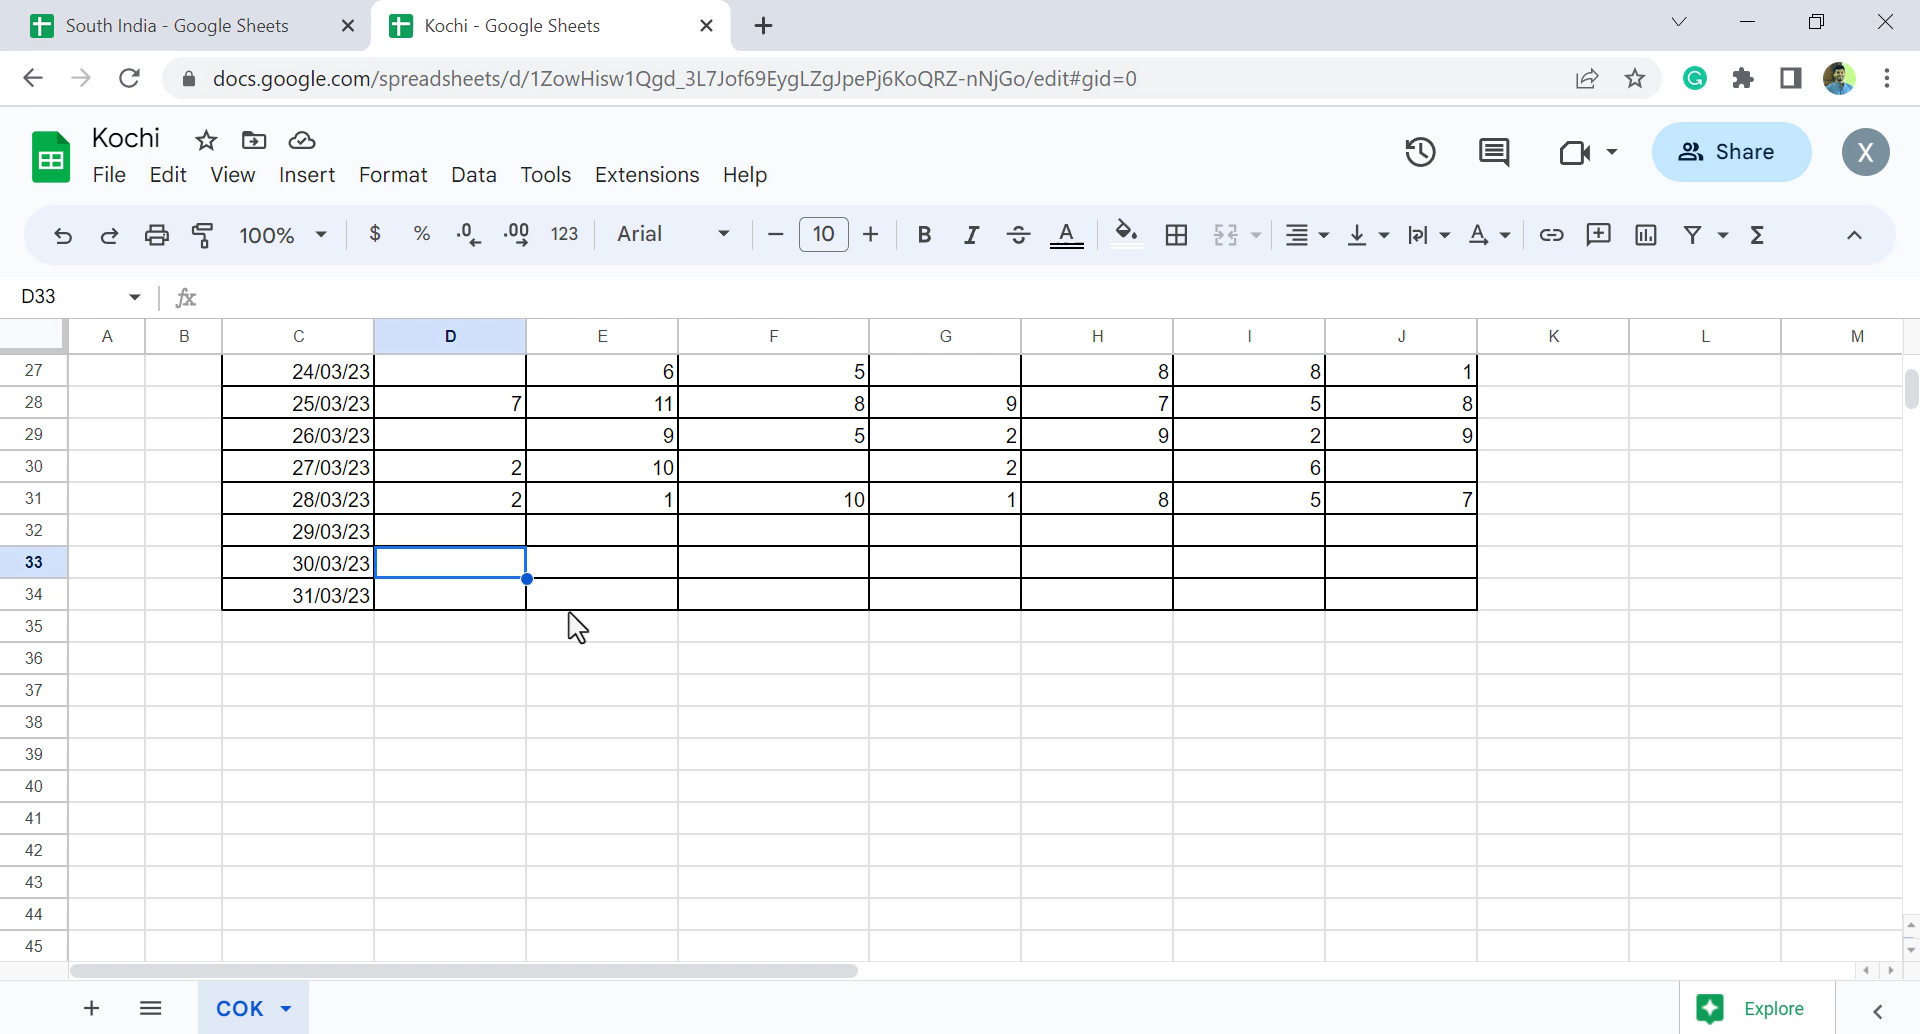 South India - Google Sheets Kochi - Google Sheets
docs.google.com/spreadsheets/d/1ZowHisw1Qgd_3L7Jof69EygLZgJpePj6KoQRZ-nNjGo/edit#gid=0
Kochi
Share X
File Edit View Insert Format Data Tools Extensions Help
100% $ % .0 .00 123 Arial 10 B I S A
D33 fx
A B C D E F G H I J K L M
27 24/03/23 6 5 8 8 1
28 25/03/23 7 11 8 9 7 5 8
29 26/03/23 9 5 2 9 2 9
30 27/03/23 2 10 2 6
31 28/03/23 2 1 10 1 8 5 7
32 29/03/23
33 30/03/23
34 31/03/23
35
36
37
38
39
40
41
42
43
44
45
COK Explore